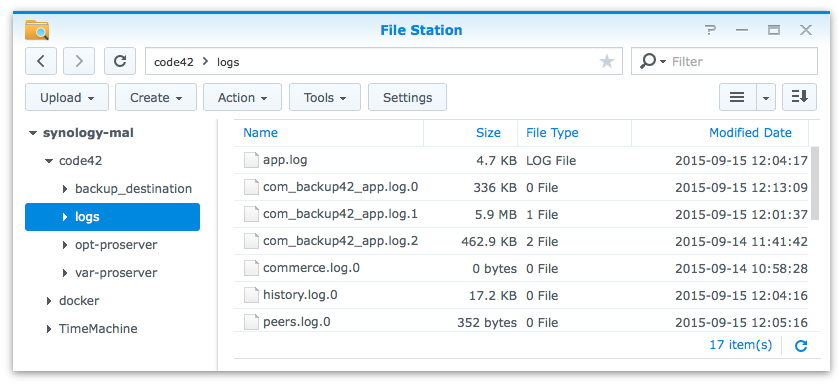 File Station
code42 > logs
Filter
Upload Create Action Tools Settings
synology-mal
code42
backup_destination
logs
opt-proserver
var-proserver
docker
TimeMachine
Name Size File Type Modified Date
app.log 4.7 KB LOG File 2015-09-15 12:04:17
com_backup42_app.log.0 336 KB 0 File 2015-09-15 12:13:09
com_backup42_app.log.1 5.9 MB 1 File 2015-09-15 12:01:37
com_backup42_app.log.2 462.9 KB 2 File 2015-09-14 11:41:42
commerce.log.0 0 bytes 0 File 2015-09-14 10:58:28
history.log.0 17.2 KB 0 File 2015-09-15 12:04:16
peers.log.0 352 bytes 0 File 2015-09-15 12:05:16
17 item(s)